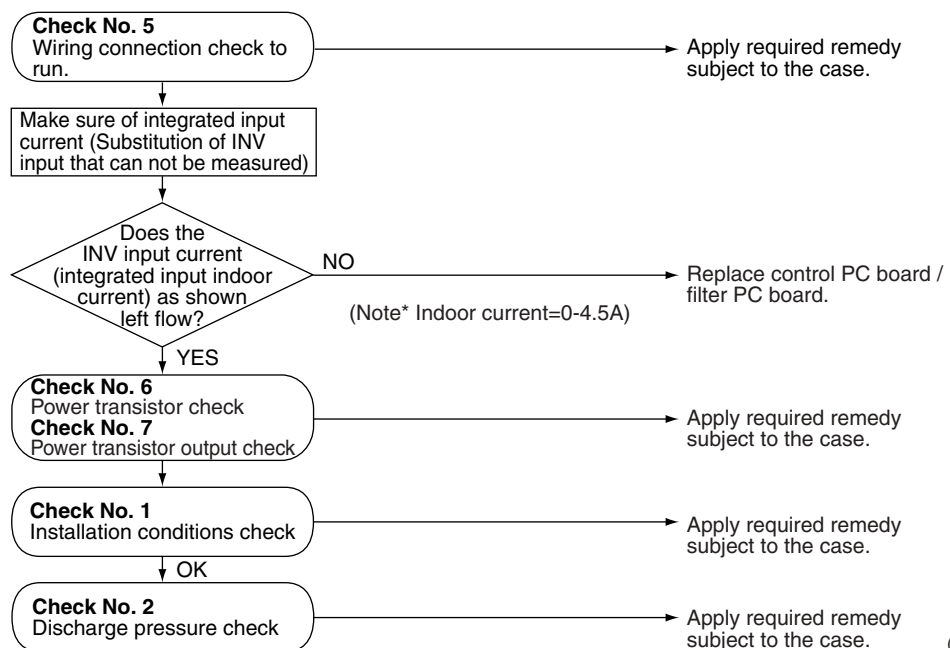 Check No. 5
Wiring connection check to
run.
Apply required remedy
subject to the case.
Make sure of integrated input
current (Substitution of INV
input that can not be measured)
Does the
INV input current
(integrated input indoor
current) as shown
left flow?
NO
(Note* Indoor current=0-4.5A)
Replace control PC board /
filter PC board.
YES
Check No. 6
Power transistor check
Check No. 7
Power transistor output check
Apply required remedy
subject to the case.
Check No. 1
Installation conditions check
Apply required remedy
subject to the case.
OK
Check No. 2
Discharge pressure check
Apply required remedy
subject to the case.